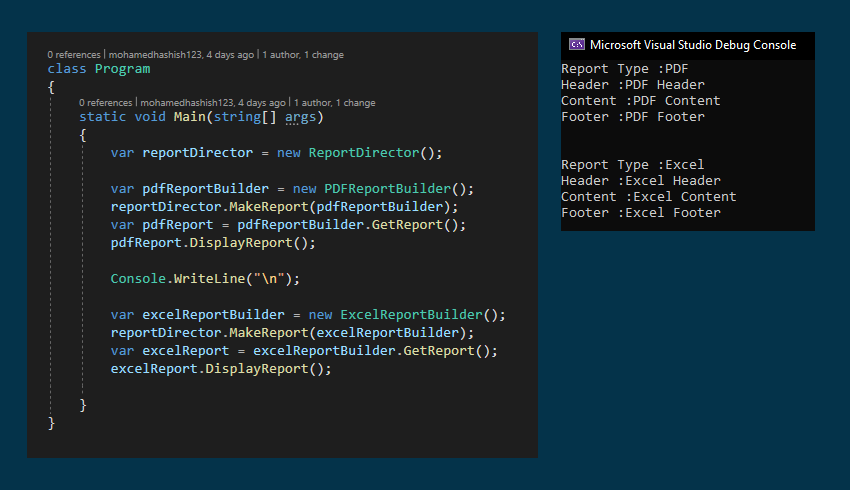 0 references | mohamedhashish123, 4 days ago | 1 author, 1 change
class Program
{
0 references | mohamedhashish123, 4 days ago | 1 author, 1 change
static void Main(string[] args)
{
var reportDirector = new ReportDirector();
var pdfReportBuilder = new PDFReportBuilder();
reportDirector.MakeReport(pdfReportBuilder);
var pdfReport = pdfReportBuilder.GetReport();
pdfReport.DisplayReport();
Console.WriteLine("\n");
var excelReportBuilder = new ExcelReportBuilder();
reportDirector.MakeReport(excelReportBuilder);
var excelReport = excelReportBuilder.GetReport();
excelReport.DisplayReport();
}
}
C:\
Microsoft Visual Studio Debug Console
Report Type :PDF
Header :PDF Header
Content :PDF Content
Footer :PDF Footer
Report Type :Excel
Header :Excel Header
Content :Excel Content
Footer :Excel Footer